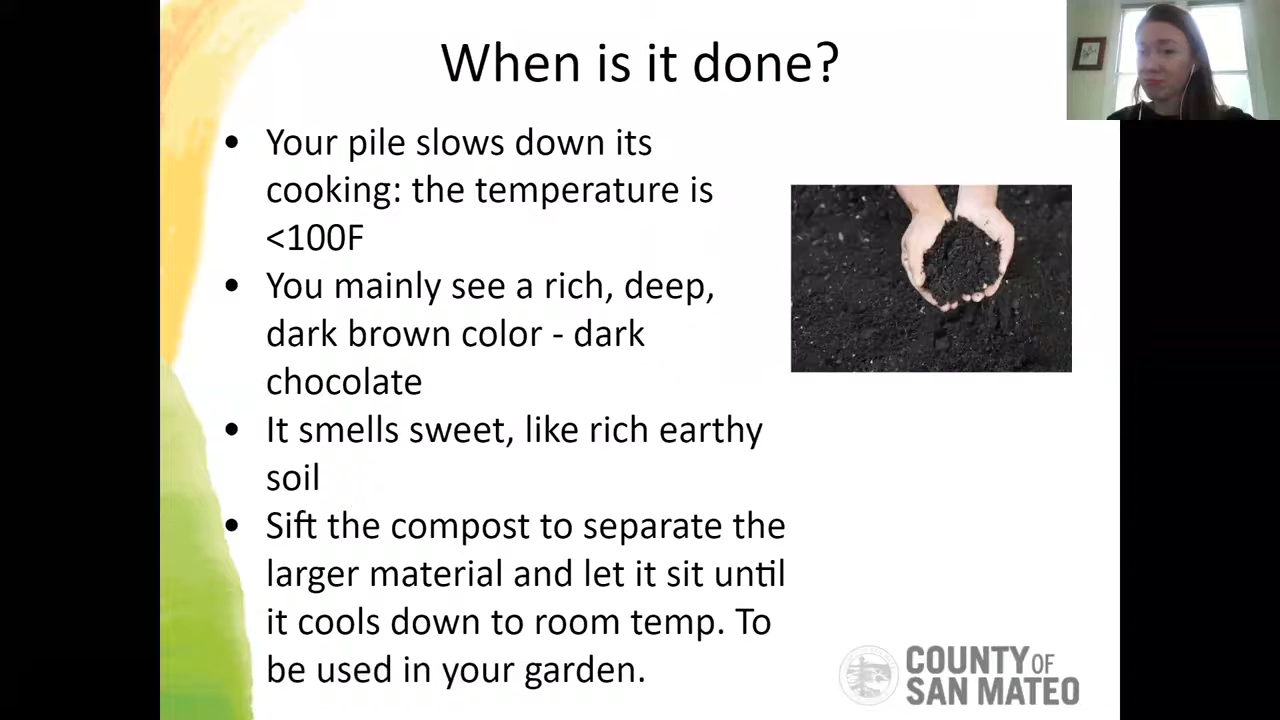 When is it done?
• Your pile slows down its
cooking: the temperature is
<100F
• You mainly see a rich, deep,
dark brown color - dark
chocolate
• It smells sweet, like rich earthy
soil
• Sift the compost to separate the
larger material and let it sit until
it cools down to room temp. To
be used in your garden.
COUNTY OF
SAN MATEO